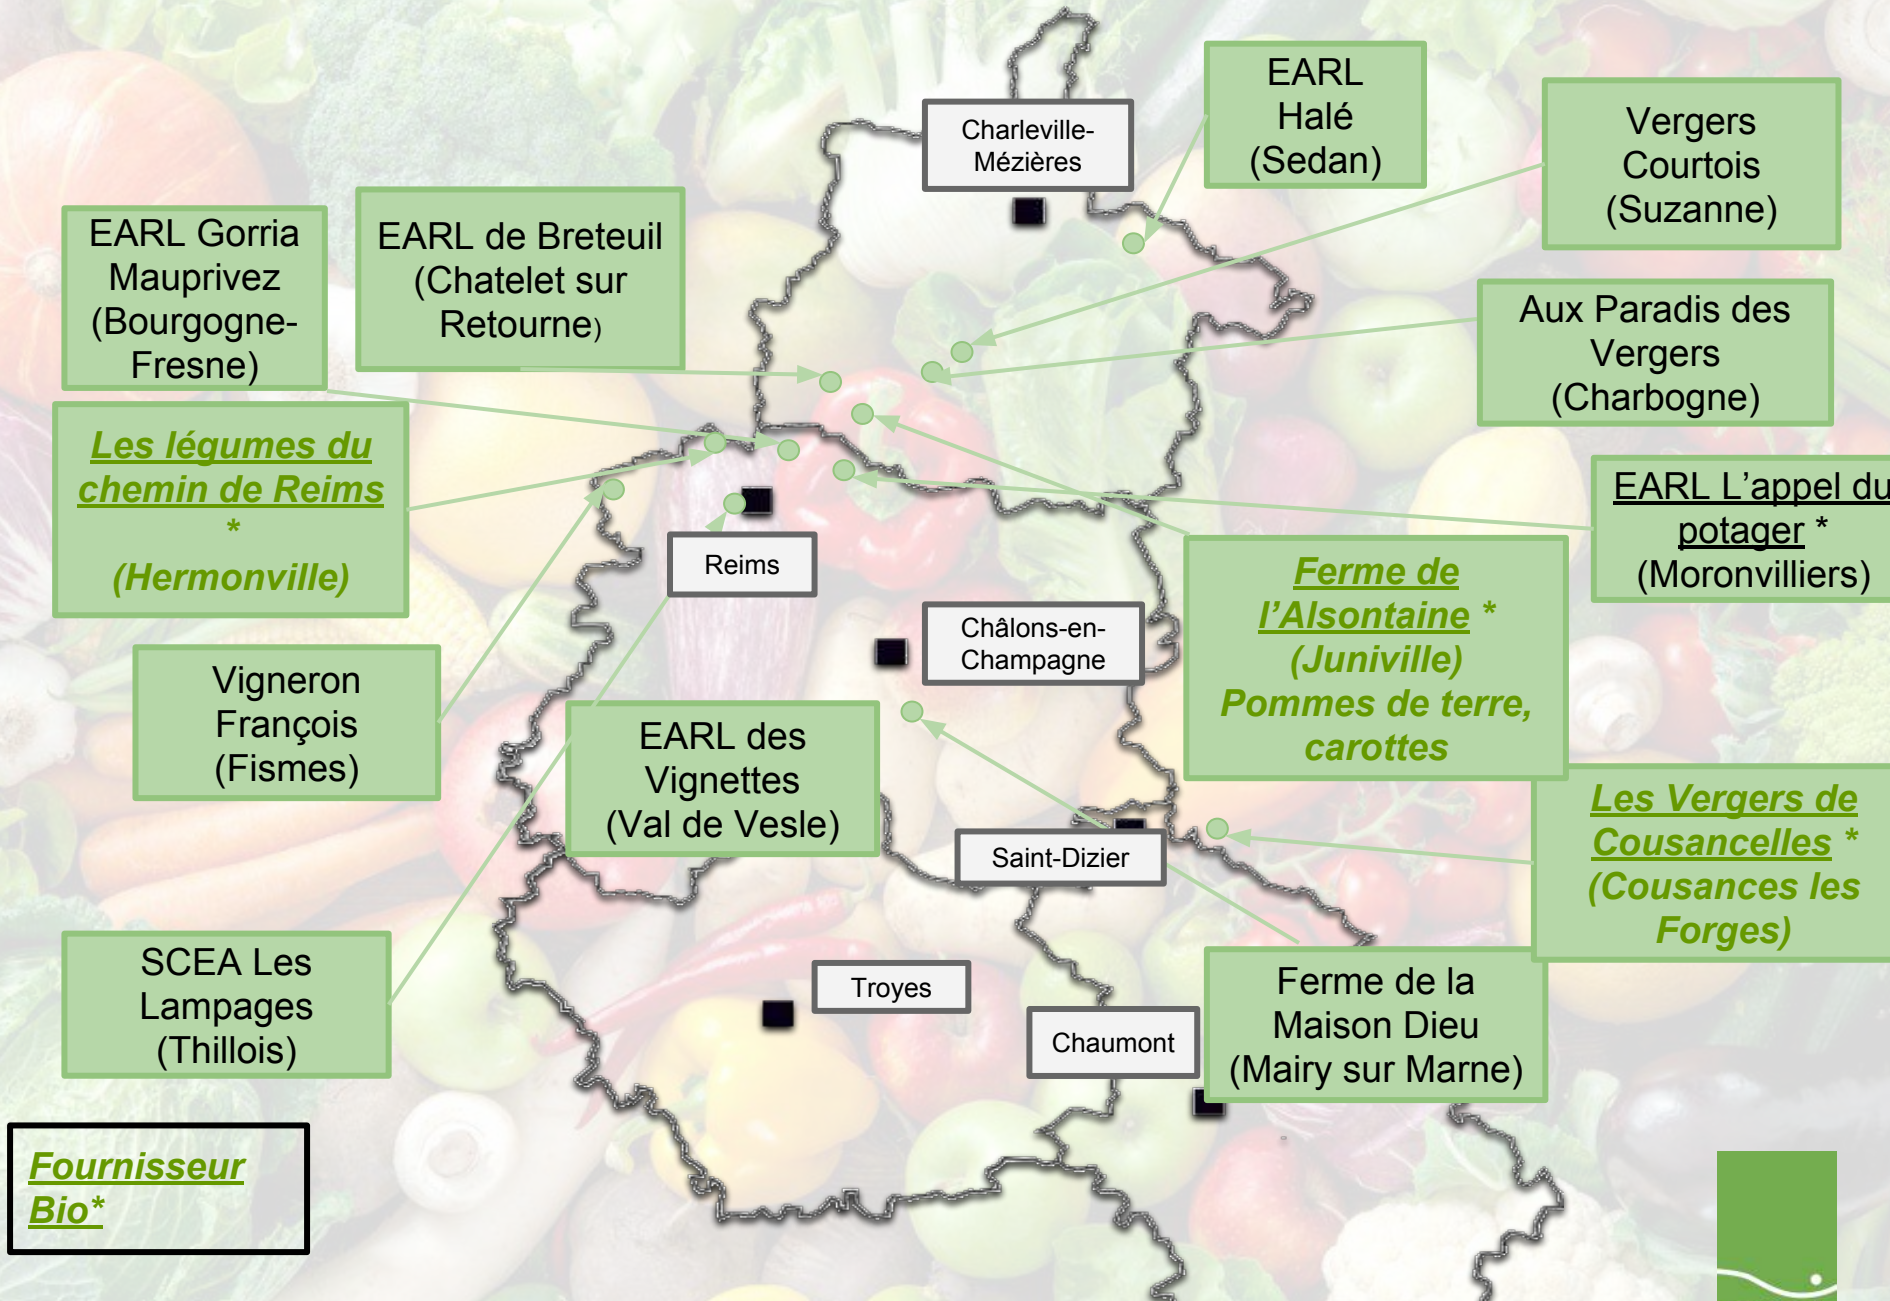 EARL
Halé
(Sedan)
Vergers
Courtois
(Suzanne)
Charleville-
Mézières
EARL Gorria
Mauprivez
(Bourgogne-
Fresne)
EARL de Breteuil
(Chatelet sur
Retourne)
Aux Paradis des
Vergers
(Charbogne)
Les légumes du
chemin de Reims
*
(Hermonville)
EARL L’appel du
potager *
(Moronvilliers)
Reims
Ferme de
l’Alsontaine *
(Juniville)
Pommes de terre,
carottes
Châlons-en-
Champagne
Vigneron
François
(Fismes)
EARL des
Vignettes
(Val de Vesle)
Saint-Dizier
Les Vergers de
Cousancelles *
(Cousances les
Forges)
SCEA Les
Lampages
(Thillois)
Troyes
Chaumont
Ferme de la
Maison Dieu
(Mairy sur Marne)
Fournisseur
Bio*